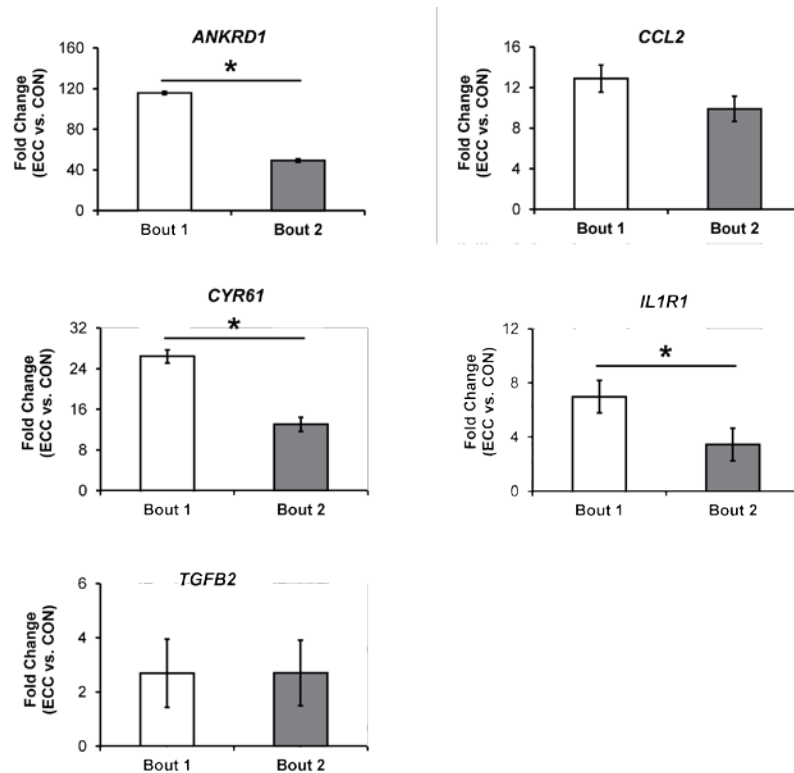 ANKRD1
Fold Change
(ECC vs. CON)
160
120
80
40
0
*
Bout 1
Bout 2
CCL2
Fold Change
(ECC vs. CON)
16
12
8
4
0
Bout 1
Bout 2
CYR61
Fold Change
(ECC vs. CON)
32
24
16
8
0
*
Bout 1
Bout 2
IL1R1
Fold Change
(ECC vs. CON)
12
8
4
0
*
Bout 1
Bout 2
TGFB2
Fold Change
(ECC vs. CON)
6
4
2
0
Bout 1
Bout 2